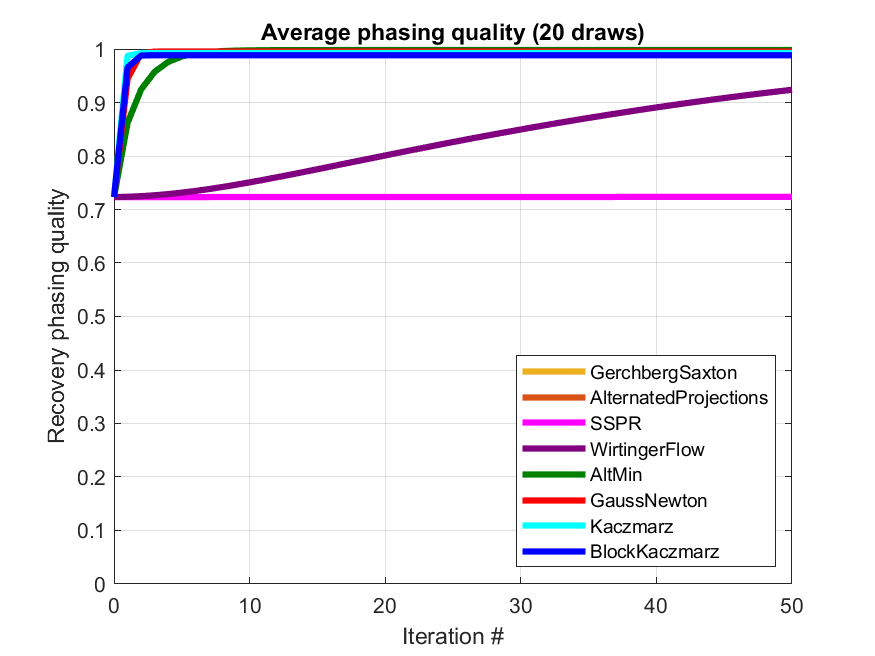 Average phasing quality (20 draws)
Recovery phasing quality
1
0.9
0.8
0.7
0.6
0.5
0.4
0.3
0.2
0.1
0
GerchbergSaxton
AlternatedProjections
SSPR
WirtingerFlow
AltMin
GaussNewton
Kaczmarz
BlockKaczmarz
0 10 20 30 40 50
Iteration #